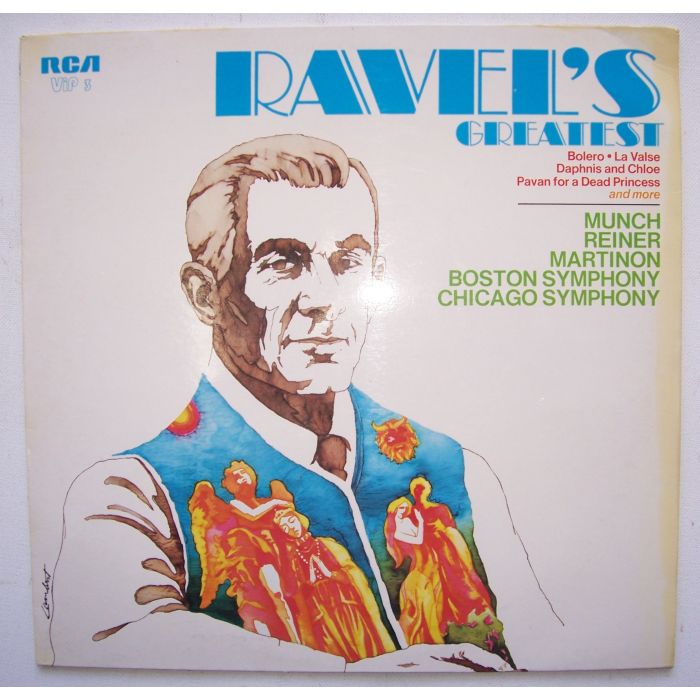 RCA
ViP 3
RAVEL'S
GREATEST
Bolero • La Valse
Daphnis and Chloe
Pavan for a Dead Princess
and more
MUNCH
REINER
MARTINON
BOSTON SYMPHONY
CHICAGO SYMPHONY